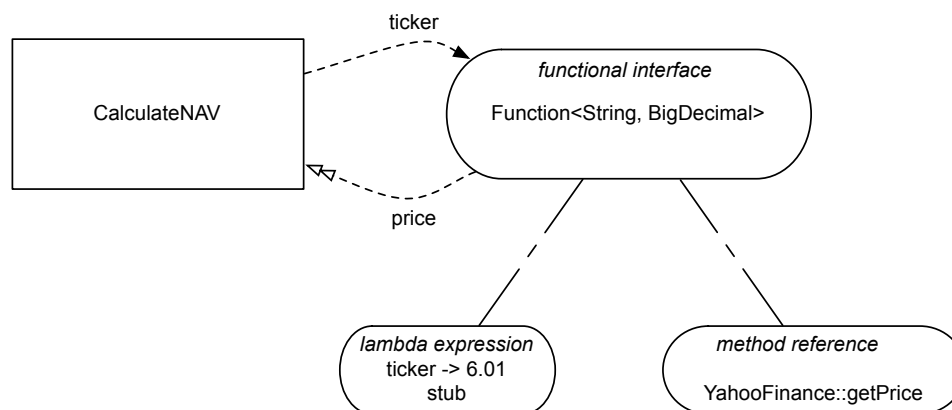 ticker
functional interface
CalculateNAV
Function<String, BigDecimal>
price
lambda expression
ticker -> 6.01
stub
method reference
YahooFinance::getPrice